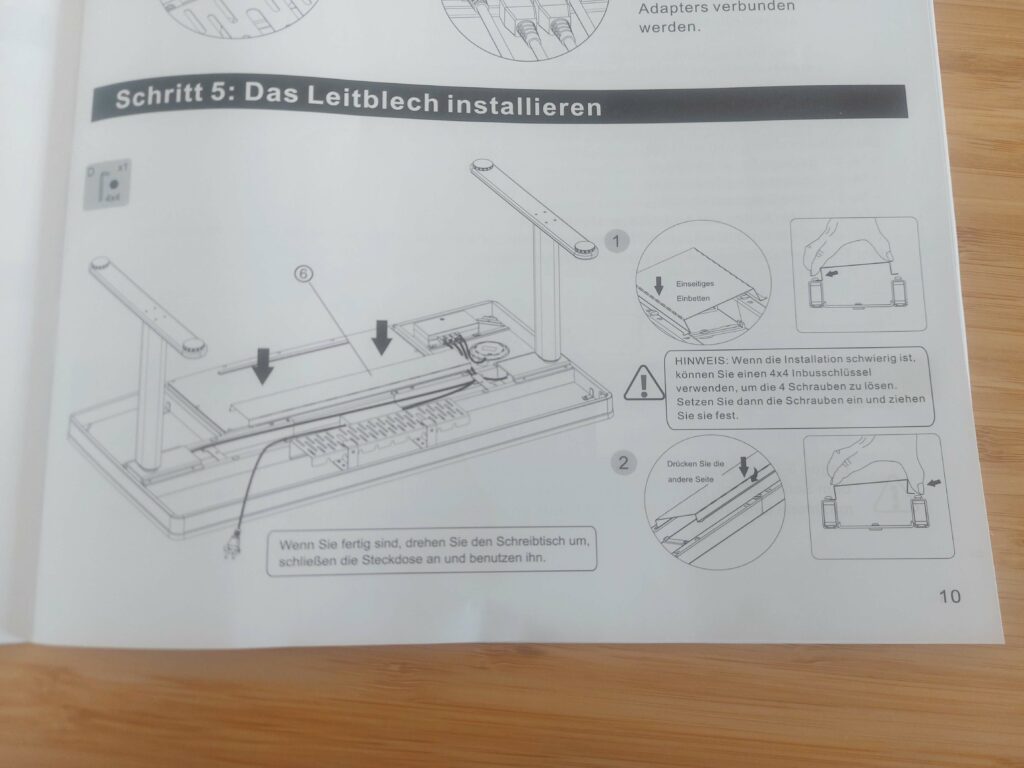 Adapters verbunden
werden.
Schritt 5: Das Leitblech installieren
D x1
4x4
6
1
Einseitiges
Einbetten
HINWEIS: Wenn die Installation schwierig ist,
können Sie einen 4x4 Inbusschlüssel
verwenden, um die 4 Schrauben zu lösen.
Setzen Sie dann die Schrauben ein und ziehen
Sie sie fest.
2
Drücken Sie die
andere Seite
Wenn Sie fertig sind, drehen Sie den Schreibtisch um,
schließen die Steckdose an und benutzen ihn.
10